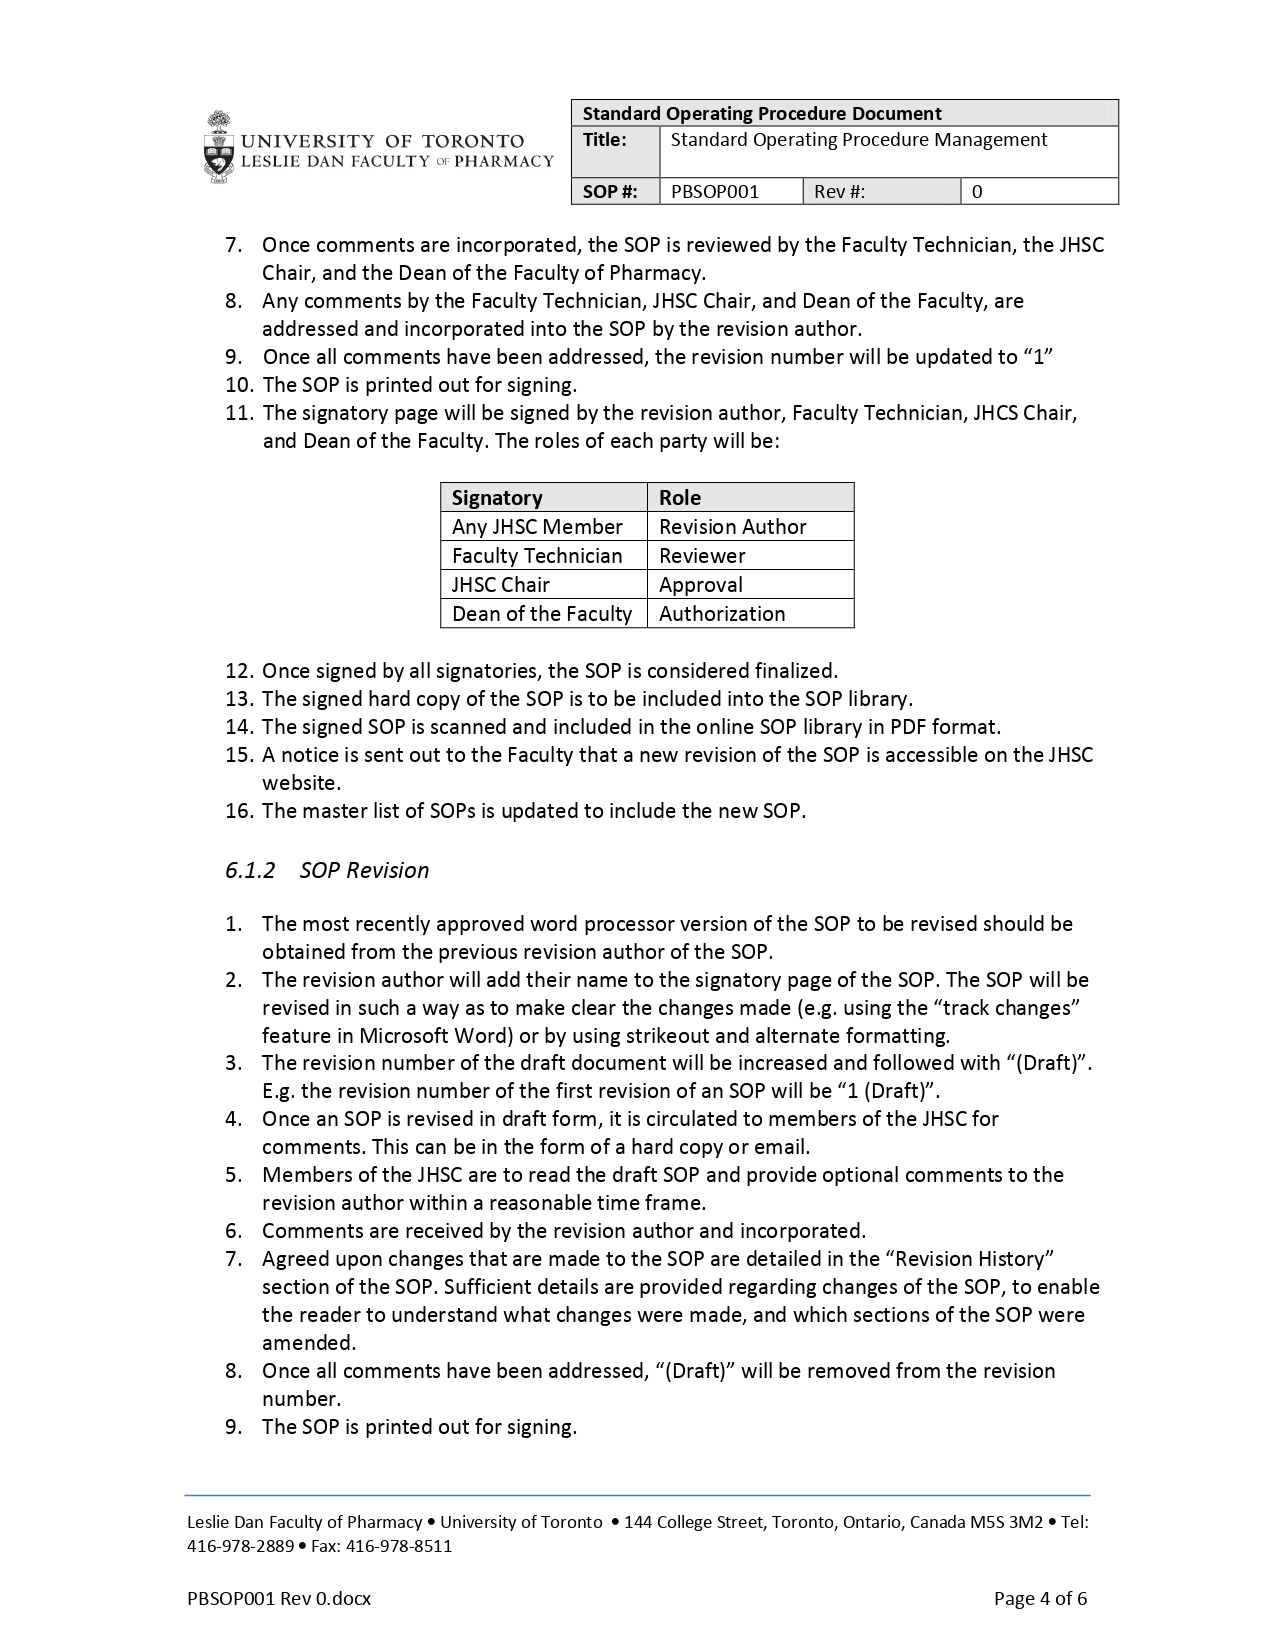 UNIVERSITY OF TORONTO
LESLIE DAN FACULTY OF PHARMACY
Standard Operating Procedure Document
Title: Standard Operating Procedure Management
SOP #: PBSOP001 Rev #: 0
7. Once comments are incorporated, the SOP is reviewed by the Faculty Technician, the JHSC
Chair, and the Dean of the Faculty of Pharmacy.
8. Any comments by the Faculty Technician, JHSC Chair, and Dean of the Faculty, are
addressed and incorporated into the SOP by the revision author.
9. Once all comments have been addressed, the revision number will be updated to “1”
10. The SOP is printed out for signing.
11. The signatory page will be signed by the revision author, Faculty Technician, JHCS Chair,
and Dean of the Faculty. The roles of each party will be:
Signatory Role
Any JHSC Member Revision Author
Faculty Technician Reviewer
JHSC Chair Approval
Dean of the Faculty Authorization
12. Once signed by all signatories, the SOP is considered finalized.
13. The signed hard copy of the SOP is to be included into the SOP library.
14. The signed SOP is scanned and included in the online SOP library in PDF format.
15. A notice is sent out to the Faculty that a new revision of the SOP is accessible on the JHSC
website.
16. The master list of SOPs is updated to include the new SOP.
6.1.2 SOP Revision
1. The most recently approved word processor version of the SOP to be revised should be
obtained from the previous revision author of the SOP.
2. The revision author will add their name to the signatory page of the SOP. The SOP will be
revised in such a way as to make clear the changes made (e.g. using the “track changes”
feature in Microsoft Word) or by using strikeout and alternate formatting.
3. The revision number of the draft document will be increased and followed with “(Draft)”.
E.g. the revision number of the first revision of an SOP will be “1 (Draft)”.
4. Once an SOP is revised in draft form, it is circulated to members of the JHSC for
comments. This can be in the form of a hard copy or email.
5. Members of the JHSC are to read the draft SOP and provide optional comments to the
revision author within a reasonable time frame.
6. Comments are received by the revision author and incorporated.
7. Agreed upon changes that are made to the SOP are detailed in the “Revision History”
section of the SOP. Sufficient details are provided regarding changes of the SOP, to enable
the reader to understand what changes were made, and which sections of the SOP were
amended.
8. Once all comments have been addressed, “(Draft)” will be removed from the revision
number.
9. The SOP is printed out for signing.
Leslie Dan Faculty of Pharmacy • University of Toronto • 144 College Street, Toronto, Ontario, Canada M5S 3M2 • Tel:
416-978-2889 • Fax: 416-978-8511
PBSOP001 Rev 0.docx Page 4 of 6